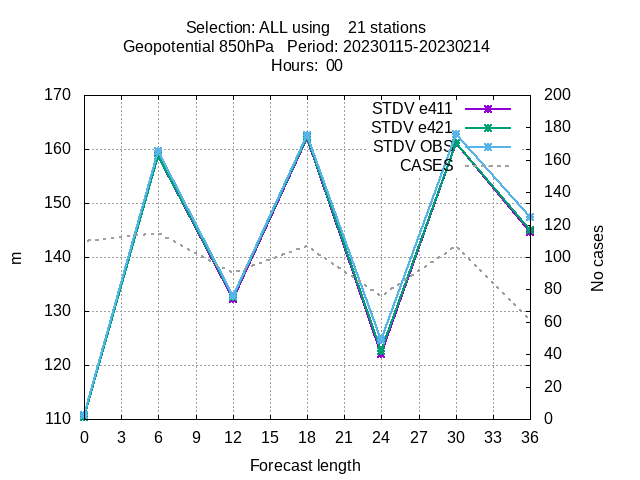 Selection: ALL using 21 stations
Geopotential 850hPa Period: 20230115-20230214
Hours: 00
170 200
STDV e411
180
STDV e421
160 STDV OBS 160
CASES
150 140
120
m 140 100 No cases
130 80
60
120 40
20
110 0
0 3 6 9 12 15 18 21 24 27 30 33 36
Forecast length